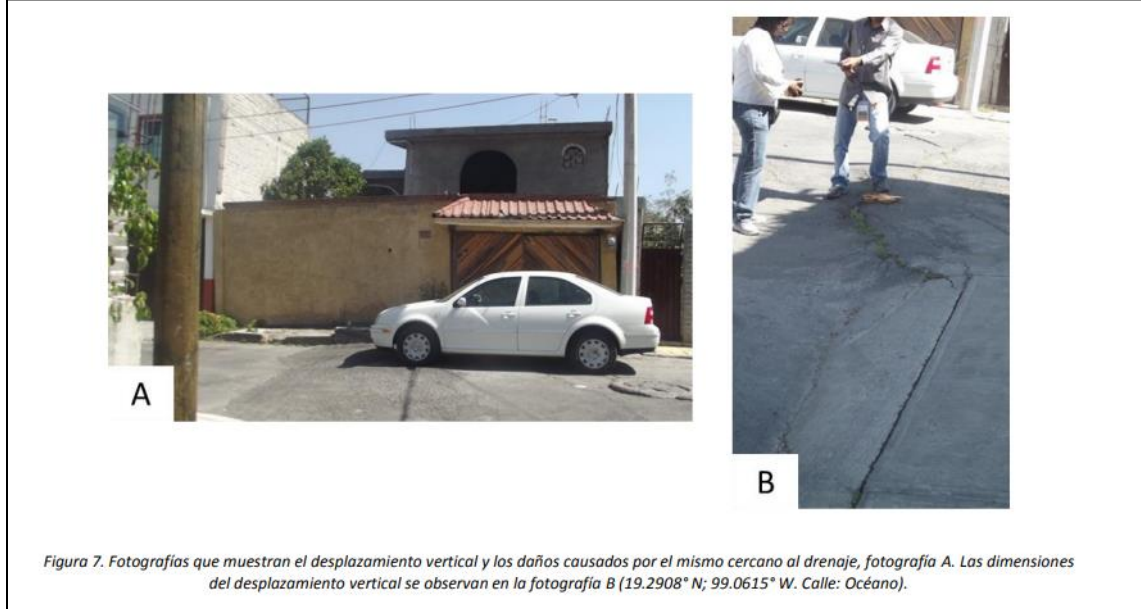 A
B
Figura 7. Fotografías que muestran el desplazamiento vertical y los daños causados por el mismo cercano al drenaje, fotografía A. Las dimensiones
del desplazamiento vertical se observan en la fotografía B (19.2908° N; 99.0615° W. Calle: Océano).